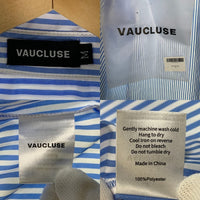 VAUCLUSE
M
VAUCLUSE
VAUCLUSE
Gently machine wash cold
Hang to dry
Cool iron on reverse
Do not bleach
Do not tumble dry
Made in China
100%Polyester